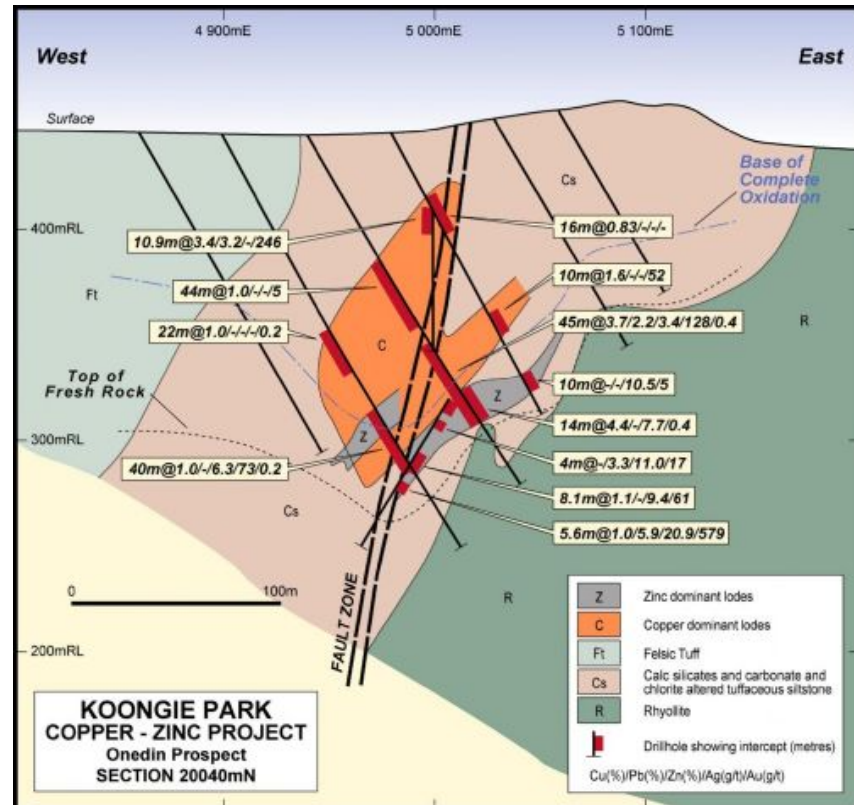 4 900mE
5 000mE
5 100mE
West
East
Surface
Cs
Base of
Complete
Oxidation
400mRL
10.9m@3.4/3.2/-/246
16m@0.83/-/-/-
44m@1.0/-/-/5
10m@1.6/-/-/52
Ft
22m@1.0/-/-/-/0.2
45m@3.7/2.2/3.4/128/0.4
R
C
Top of
Fresh Rock
10m@-/-/10.5/5
Z
Z
14m@4.4/-/7.7/0.4
300mRL
40m@1.0/-/6.3/73/0.2
4m@-/3.3/11.0/17
8.1m@1.1/-/9.4/61
Cs
5.6m@1.0/5.9/20.9/579
0
100m
FAULT ZONE
R
200mRL
Z
Zinc dominant lodes
C
Copper dominant lodes
Ft
Felsic Tuff
Cs
Calc silicates and carbonate and
chlorite altered tuffaceous siltstone
R
Rhyollite
Drillhole showing intercept (metres)
Cu(%)/Pb(%)/Zn(%)/Ag(g/t)/Au(g/t)
KOONGIE PARK
COPPER - ZINC PROJECT
Onedin Prospect
SECTION 20040mN